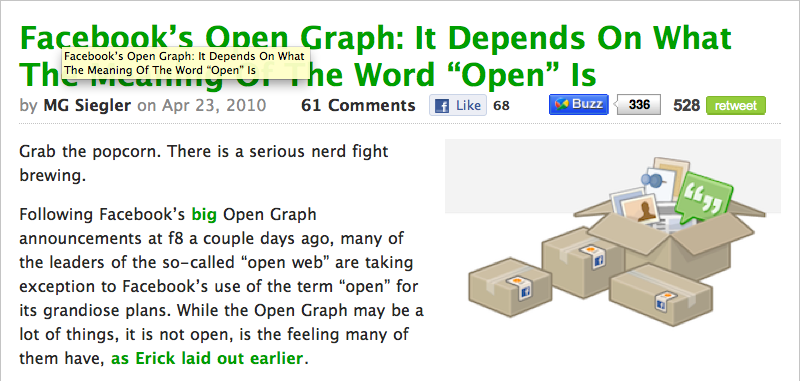 Facebook’s Open Graph: It Depends On What
The Meaning Of The Word “Open” Is
Facebook’s Open Graph: It Depends On What
The Meaning Of The Word “Open” Is
by MG Siegler on Apr 23, 2010 61 Comments Like 68 Buzz 336 528 retweet
Grab the popcorn. There is a serious nerd fight
brewing.
Following Facebook’s big Open Graph
announcements at f8 a couple days ago, many of
the leaders of the so-called “open web” are taking
exception to Facebook’s use of the term “open” for
its grandiose plans. While the Open Graph may be a
lot of things, it is not open, is the feeling many of
them have, as Erick laid out earlier.